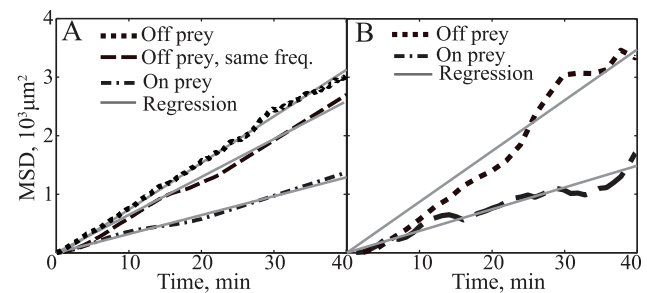 A
Off prey
Off prey, same freq.
On prey
Regression
B
Off prey
On prey
Regression
MSD, 10³μm²
4
3
2
1
0
10
20
30
40
0
10
20
30
40
Time, min
Time, min